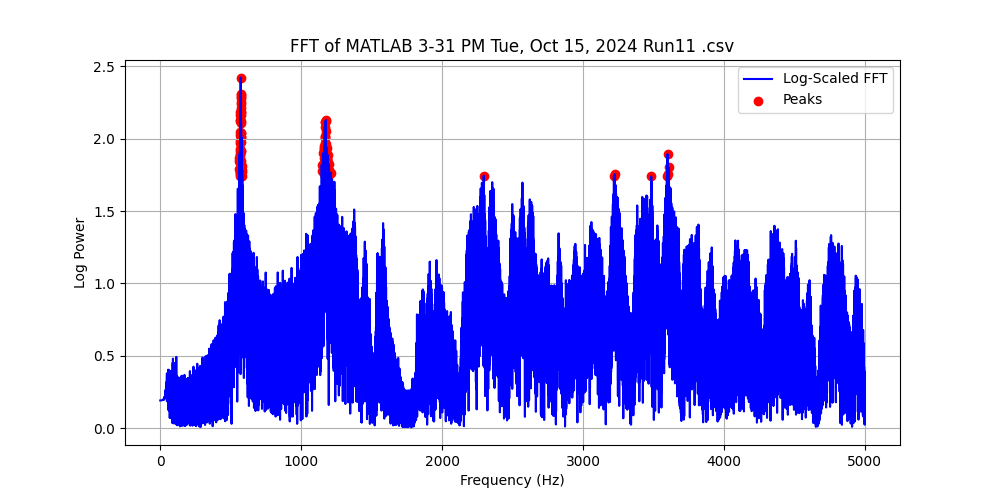 FFT of MATLAB 3-31 PM Tue, Oct 15, 2024 Run11 .csv
Log-Scaled FFT
Peaks
2.5
2.0
1.5
1.0
0.5
0.0
Log Power
0 1000 2000 3000 4000 5000
Frequency (Hz)